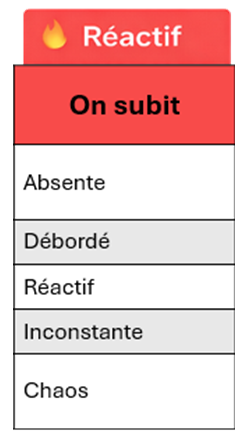 🔥 Réactif
On subit
Absente
Débordé
Réactif
Inconstante
Chaos